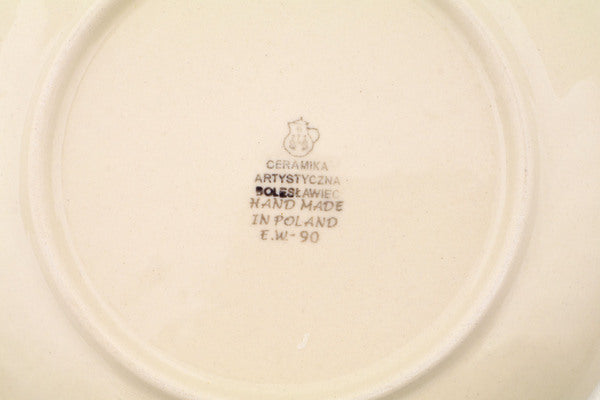 CERAMIKA
ARTYSTYCZNA
BOLESŁAWIEC
HAND MADE
IN POLAND
E.W-90